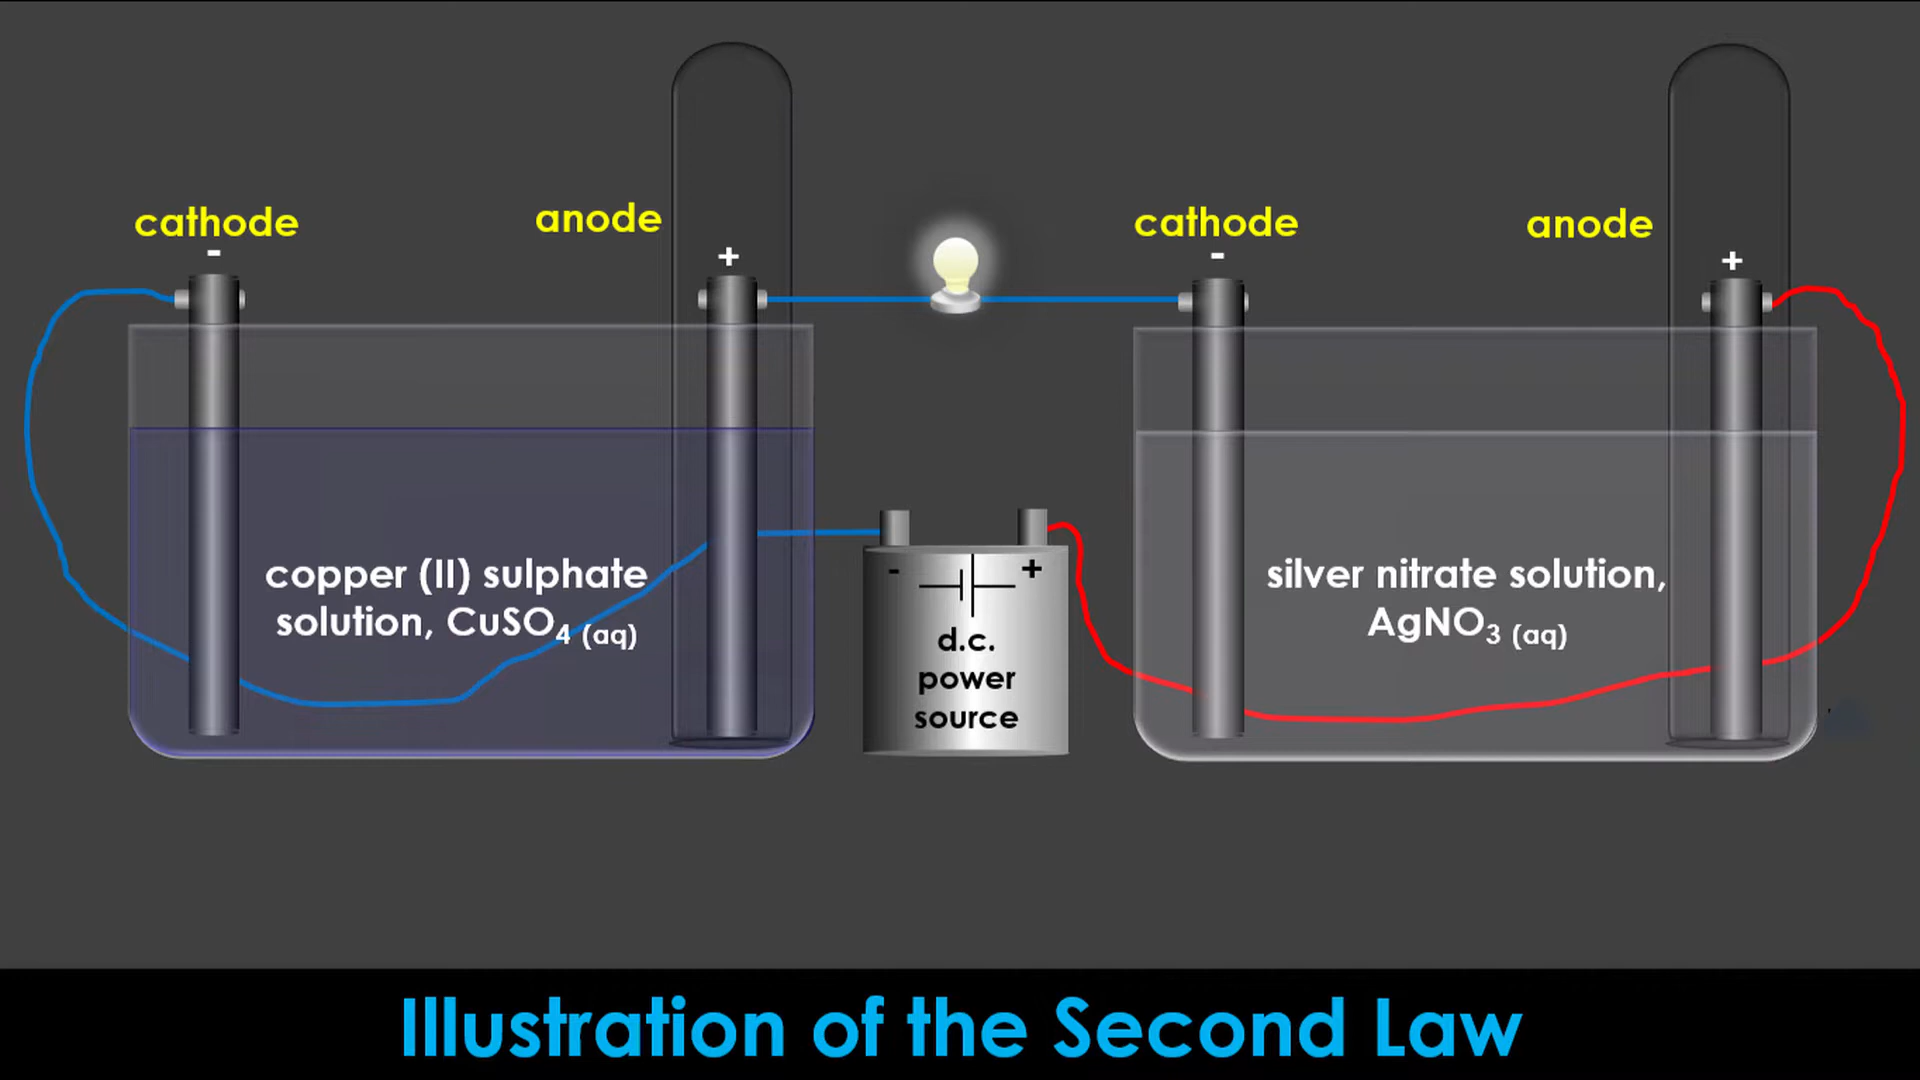 cathode
-
anode
+
cathode
-
anode
+
copper (II) sulphate
solution, CuSO₄ (aq)
- +
d.c.
power
source
silver nitrate solution,
AgNO₃ (aq)
Illustration of the Second Law